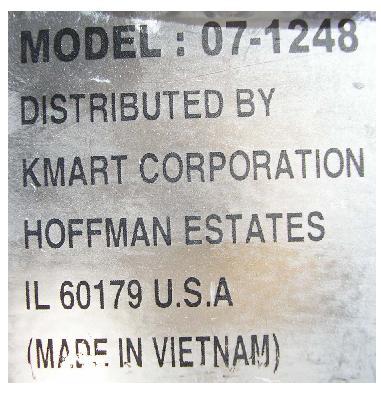 MODEL : 07-1248
DISTRIBUTED BY
KMART CORPORATION
HOFFMAN ESTATES
IL 60179 U.S.A
(MADE IN VIETNAM)